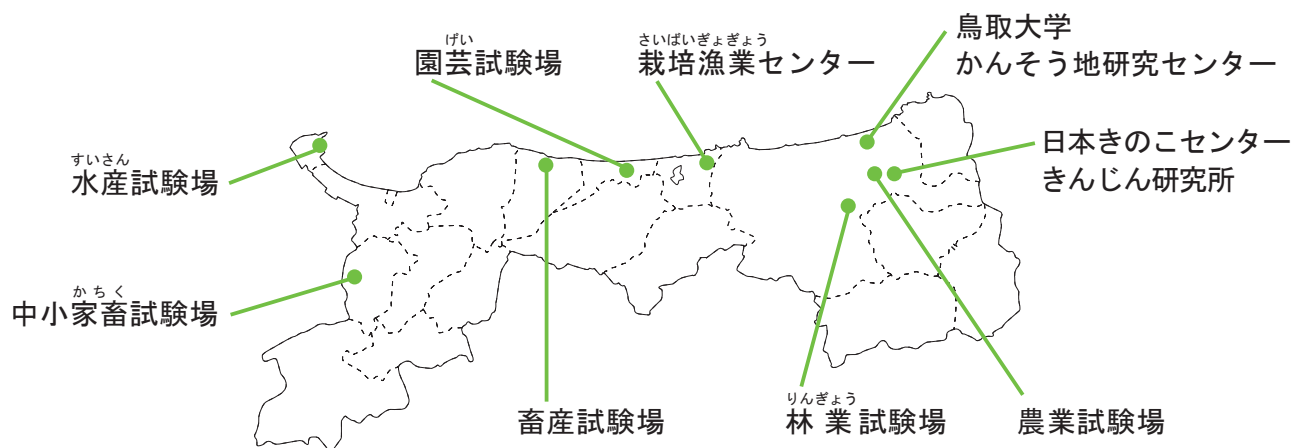 鳥取大学
かんそう地研究センター
げい
園芸試験場
さいばいぎょぎょう
栽培漁業センター
日本きのこセンター
きんじん研究所
すいさん
水産試験場
かちく
中小家畜試験場
畜産試験場
りんぎょう
林業試験場
農業試験場